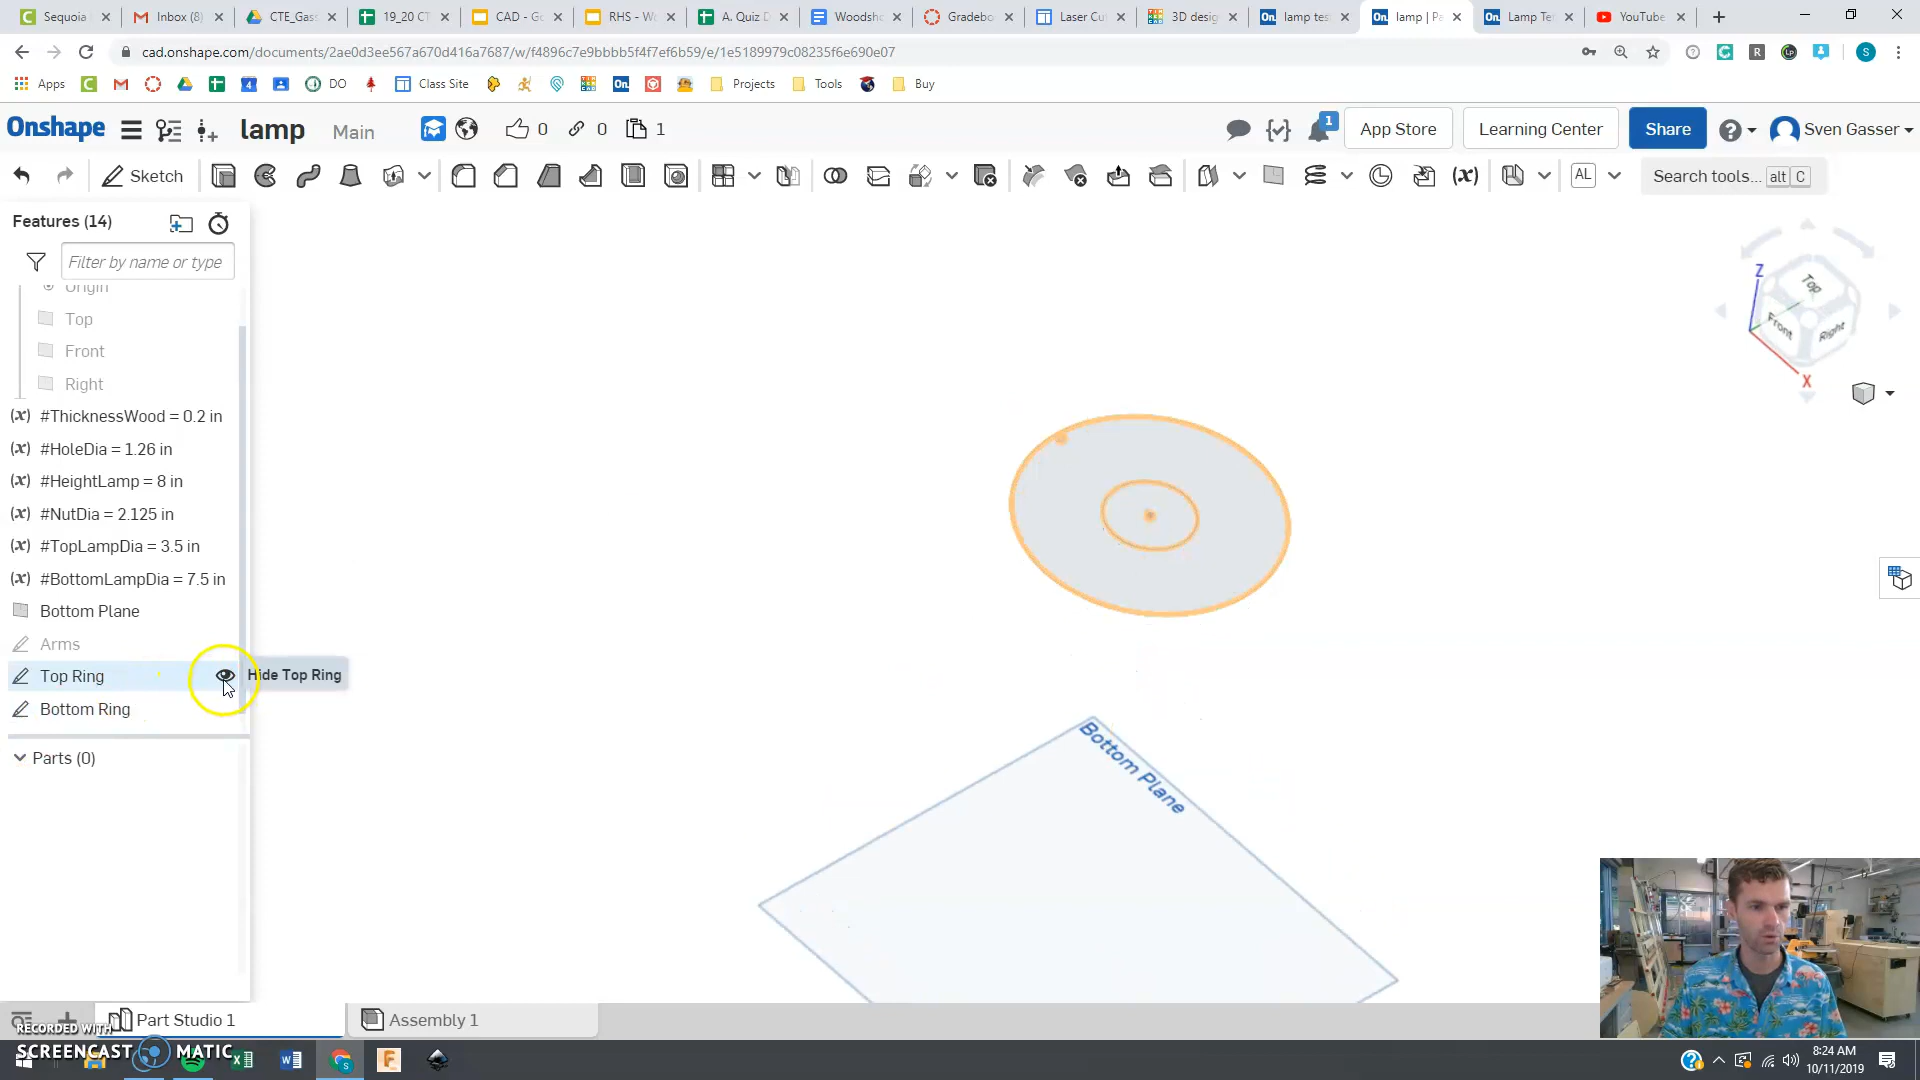 Sequoia
Inbox (8)
CTE_Gas
19_20 CT
CAD - G
RHS - W
A. Quiz D
Woodsh
Gradebo
Laser Cu
3D desig
lamp tes
lamp | Pa
Lamp Te
YouTube
cad.onshape.com/documents/2ae0d3ee567a670d416a7687/w/f4896c7e9bbbb5f4f7ef6b59/e/1e5189979c08235f6e690e07
Apps
DO
Class Site
Projects
Tools
Buy
Onshape
lamp
Main
0
0
1
1
App Store
Learning Center
Share
Sven Gasser
Sketch
Search tools...
alt
C
Features (14)
Filter by name or type
Origin
Top
Front
Right
(x) #ThicknessWood = 0.2 in
(x) #HoleDia = 1.26 in
(x) #HeightLamp = 8 in
(x) #NutDia = 2.125 in
(x) #TopLampDia = 3.5 in
(x) #BottomLampDia = 7.5 in
Bottom Plane
Arms
Top Ring
Hide Top Ring
Bottom Ring
Parts (0)
Bottom Plane
Z
Top
Front
Right
X
Part Studio 1
Assembly 1
RECORDED WITH
SCREENCAST MATIC
8:24 AM
10/11/2019